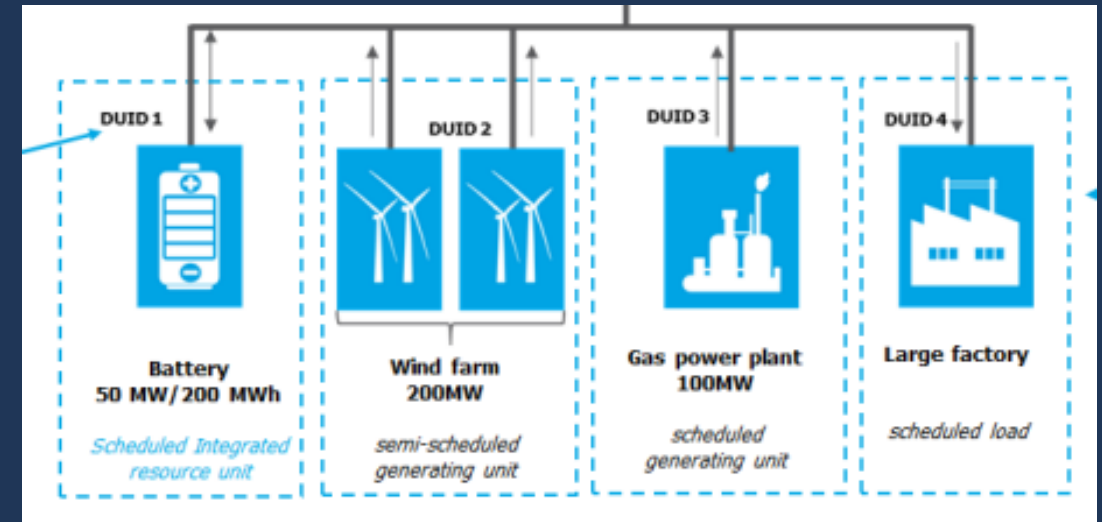 DUID 1
Battery
50 MW/200 MWh
Scheduled Integrated
resource unit
DUID 2
Wind farm
200MW
semi-scheduled
generating unit
DUID 3
Gas power plant
100MW
scheduled
generating unit
DUID 4
Large factory
scheduled load